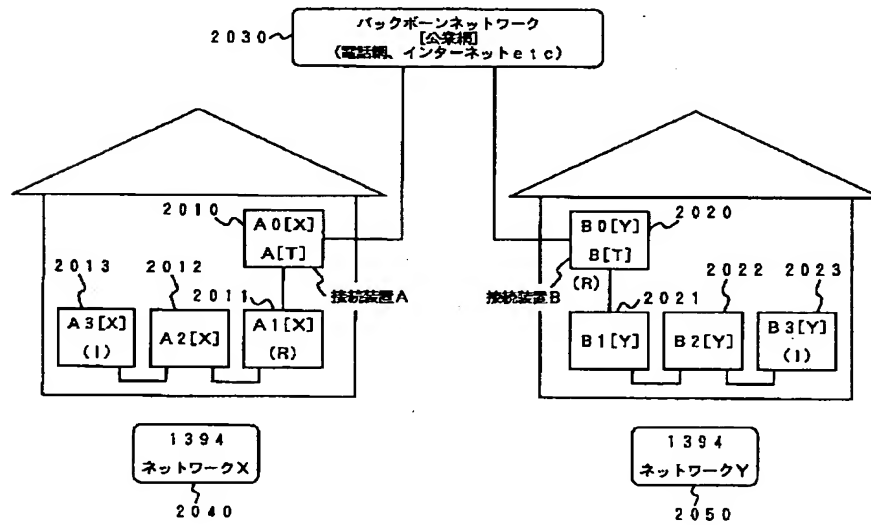 2030
バックボーンネットワーク
[公衆網]
(電話網、インターネットetc)
2010
A0[X]
A[T]
接続装置A
2013
2012
2011
A3[X]
(I)
A2[X]
A1[X]
(R)
B0[Y]
B[T]
2020
接続装置B
(R)
2021
2022
2023
B1[Y]
B2[Y]
B3[Y]
(I)
1394
ネットワークX
2040
1394
ネットワークY
2050